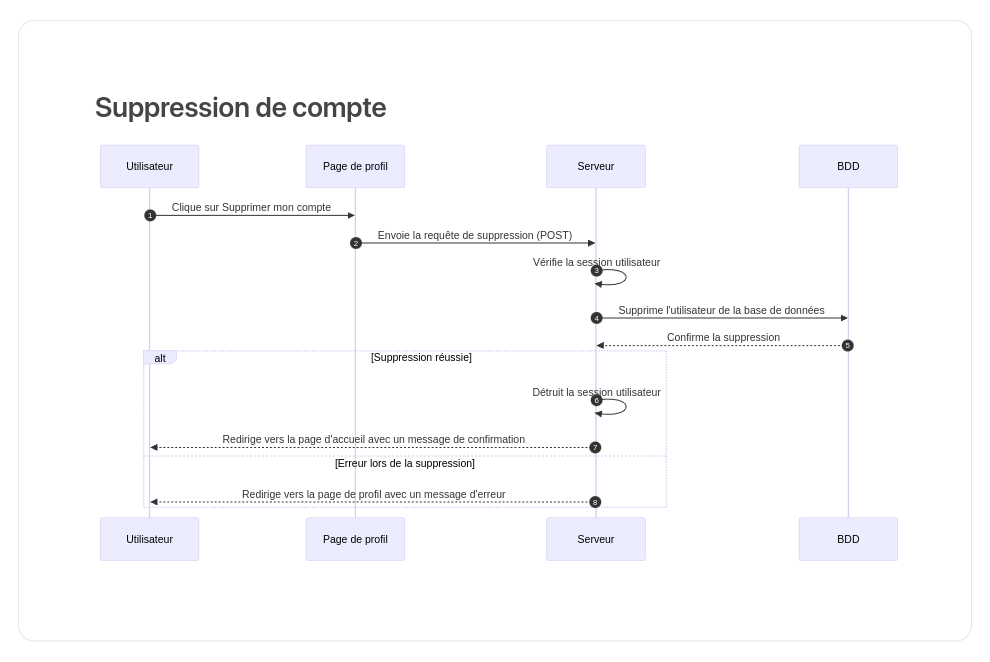 Suppression de compte
Utilisateur
Page de profil
Serveur
BDD
1
Clique sur Supprimer mon compte
2
Envoie la requête de suppression (POST)
Vérifie la session utilisateur
3
4
Supprime l'utilisateur de la base de données
Confirme la suppression
5
alt
[Suppression réussie]
Détruit la session utilisateur
6
Redirige vers la page d'accueil avec un message de confirmation
7
[Erreur lors de la suppression]
Redirige vers la page de profil avec un message d'erreur
8
Utilisateur
Page de profil
Serveur
BDD